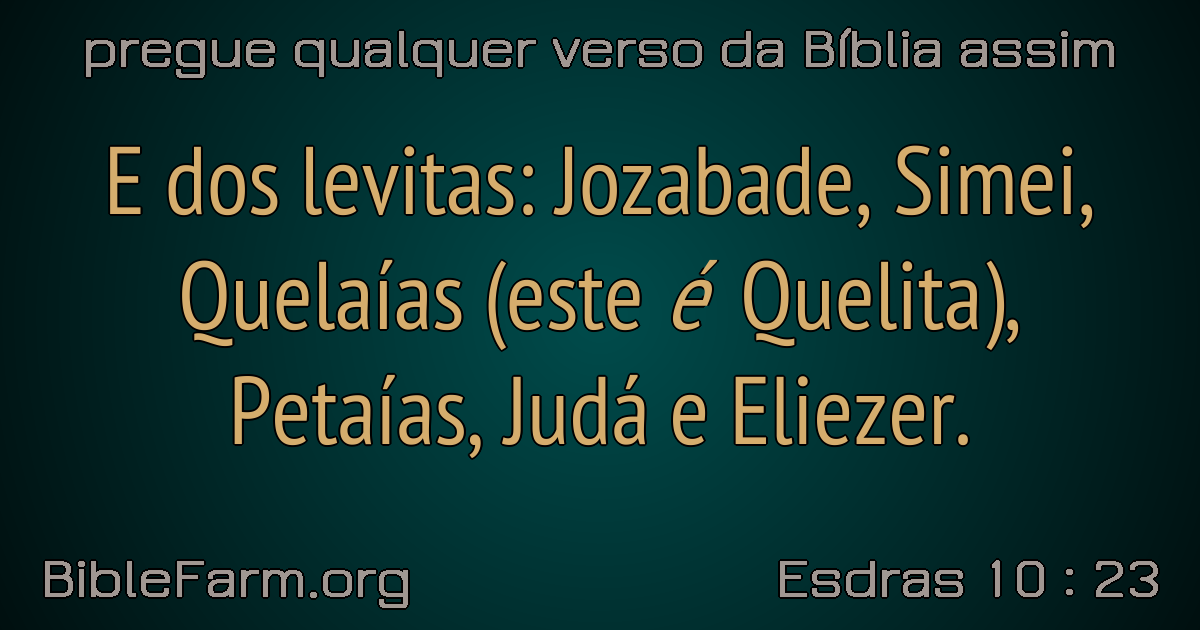 pregue qualquer verso da Bíblia assim
E dos levitas: Jozabade, Simei,
Quelaías (este é Quelita),
Petaías, Judá e Eliezer.
BibleFarm.org
Esdras 10 : 23